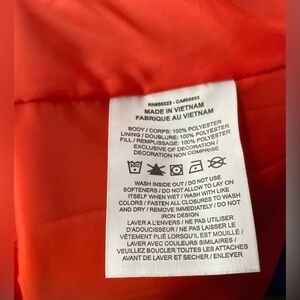 MADE IN VIETNAM
FABRIQUE AU VIETNAM
BODY / CORPS: 100% POLYESTER
LINING / DOUBLURE: 100% POLYESTER
FILL / REMPLISSAGE: 100% POLYESTER
EXCLUSIVE OF DECORATION /
DECORATION NON COMPRISE
WASH INSIDE OUT / DO NOT USE
SOFTENERS / DO NOT ALLOW TO LAY ON
ITSELF WHEN WET / WASH WITH LIKE
COLORS / FASTEN ALL CLOSURES TO WASH
AND DRY / REMOVE IMMEDIATELY / DO NOT
IRON DESIGN
LAVER A L'ENVERS / NE PAS UTILISER
D'ADOUCISSEUR / NE PAS LAISSER LE
VÊTEMENT PLIÉ LORSQU'IL EST MOUILLÉ /
LAVER AVEC COULEURS SIMILAIRES /
VEUILLEZ BOUCLER TOUTES LES ATTACHES
AVANT DE LAVER ET SECHER / ENLEVER